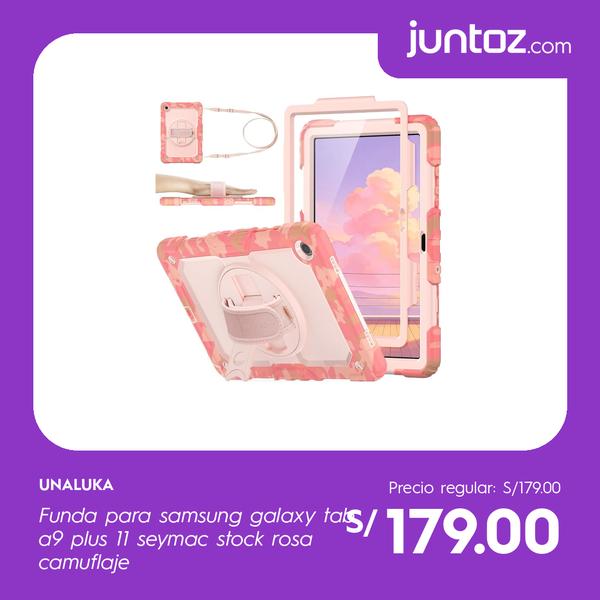 juntoz.com
UNALUKA
Funda para samsung galaxy tab
a9 plus 11 seymac stock rosa
camuflaje
Precio regular: S/179.00
S/179.00